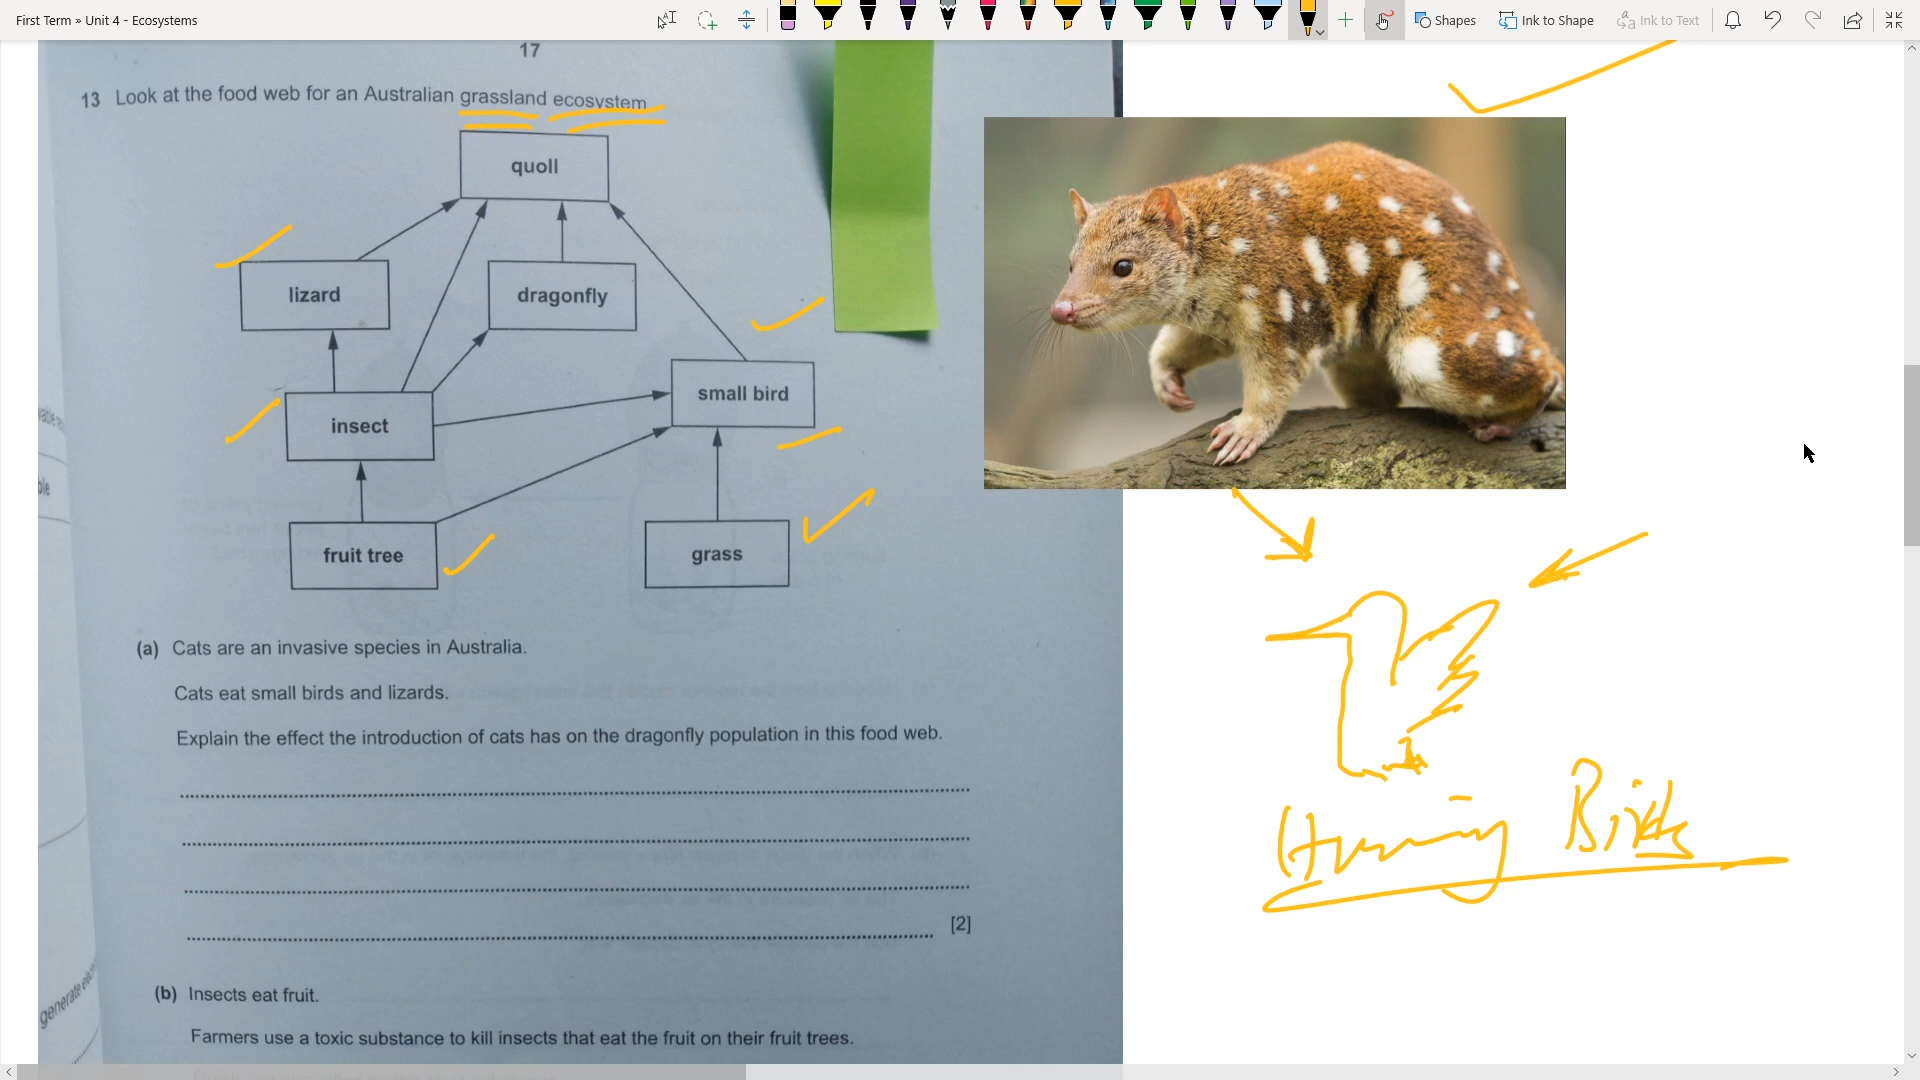 First Term » Unit 4 - Ecosystems
Shapes
Ink to Shape
Ink to Text
17
13 Look at the food web for an Australian grassland ecosystem
quoll
lizard
dragonfly
small bird
insect
fruit tree
grass
(a) Cats are an invasive species in Australia.
Cats eat small birds and lizards.
Explain the effect the introduction of cats has on the dragonfly population in this food web.
[2]
(b) Insects eat fruit.
Farmers use a toxic substance to kill insects that eat the fruit on their fruit trees.
generate
Huming Birds